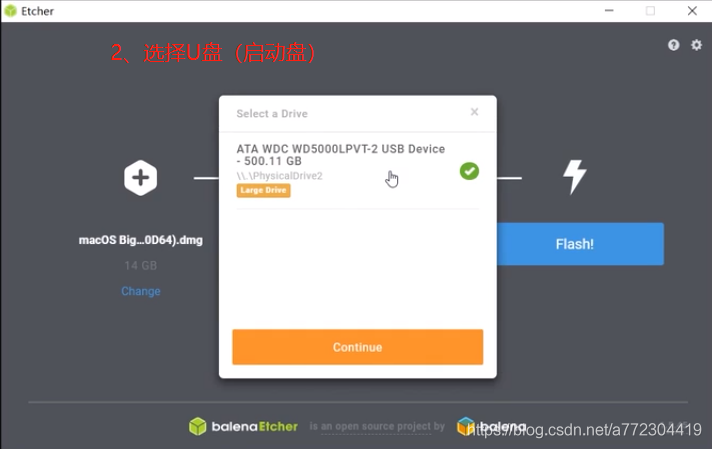 Etcher
2、选择U盘（启动盘）
Select a Drive
×
ATA WDC WD5000LPVT-2 USB Device
- 500.11 GB
\\.\PhysicalDrive2
Large Drive
macOS Big...0D64).dmg
14 GB
Change
Flash!
Continue
balenaEtcher is an open source project by balena
https://blog.csdn.net/a772304419